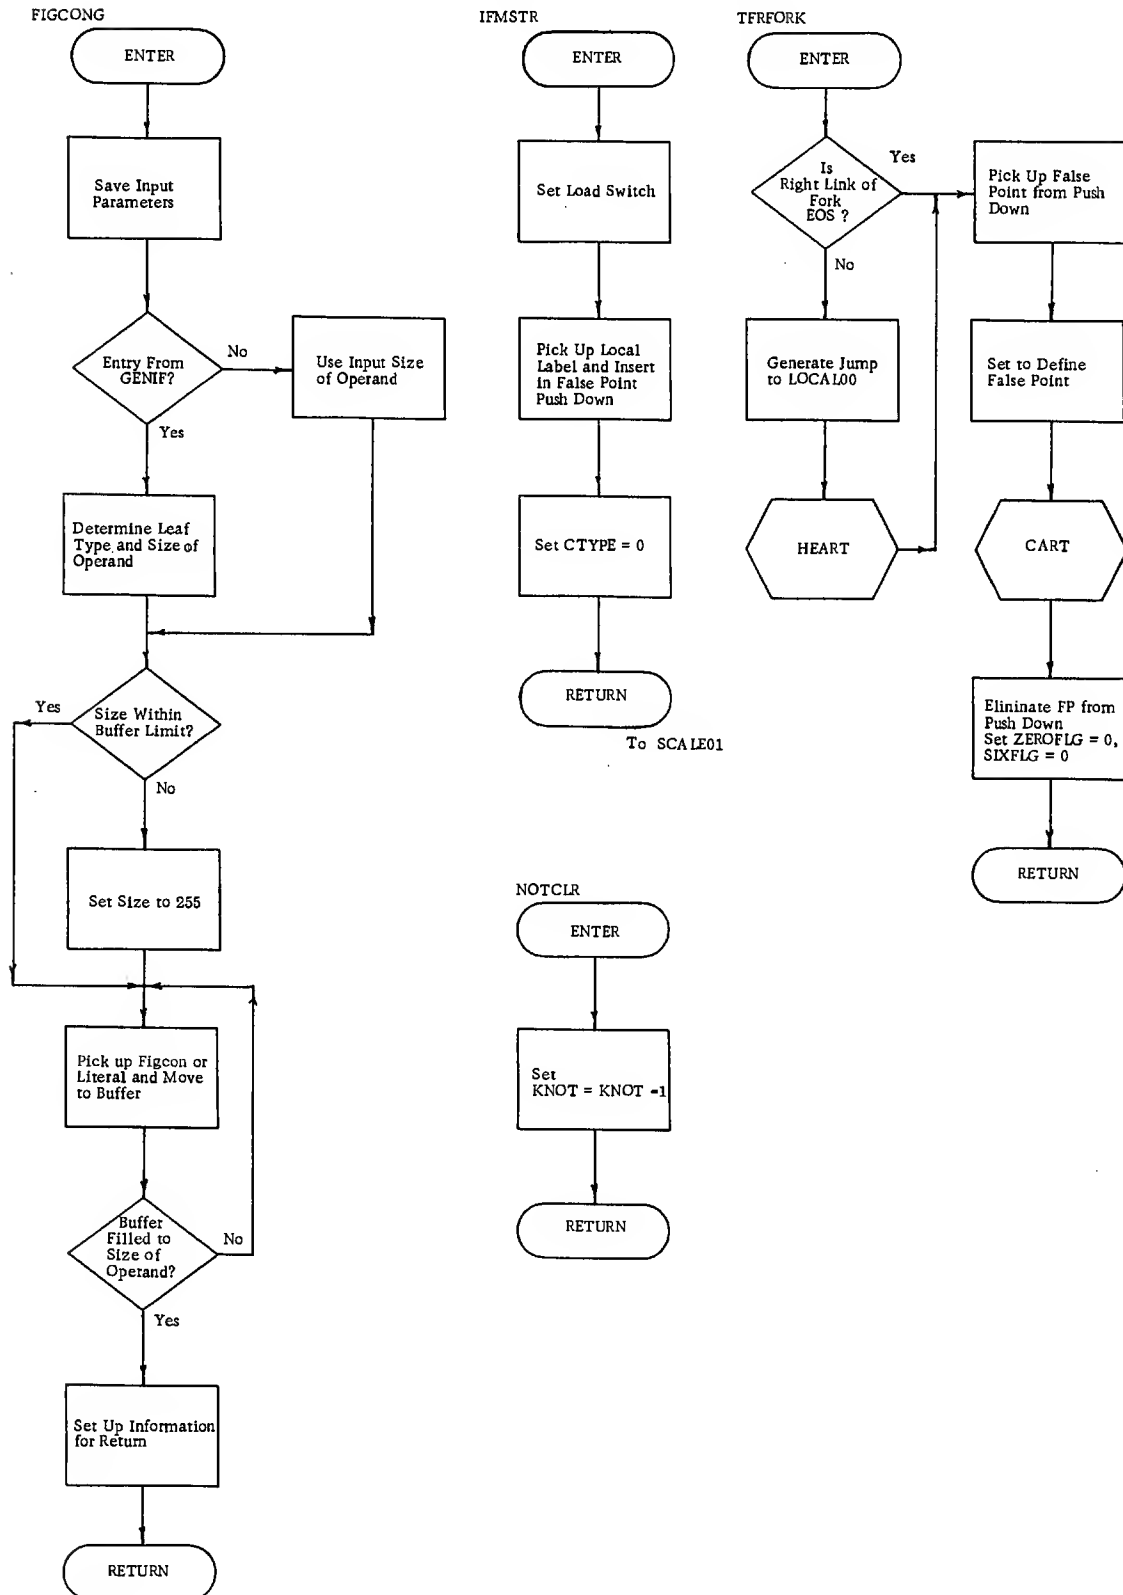 FIGCONG
ENTER
Save Input
Parameters
Entry From
GENIF?
No
Use Input Size
of Operand
Yes
Determine Leaf
Type and Size of
Operand
Size Within
Buffer Limit?
Yes
No
Set Size to 255
Pick up Figcon or
Literal and Move
to Buffer
Buffer
Filled to
Size of
Operand?
No
Yes
Set Up Information
for Return
RETURN
IFMSTR
ENTER
Set Load Switch
Pick Up Local
Label and Insert
in False Point
Push Down
Set CTYPE = 0
RETURN
To SCALE01
NOTCLR
ENTER
Set
KNOT = KNOT -1
RETURN
TFRFORK
ENTER
Is
Right Link of
Fork
EOS ?
Yes
No
Generate Jump
to LOCAL00
HEART
Pick Up False
Point from Push
Down
Set to Define
False Point
CART
Elininate FP from
Push Down
Set ZEROFLG = 0,
SIXFLG = 0
RETURN